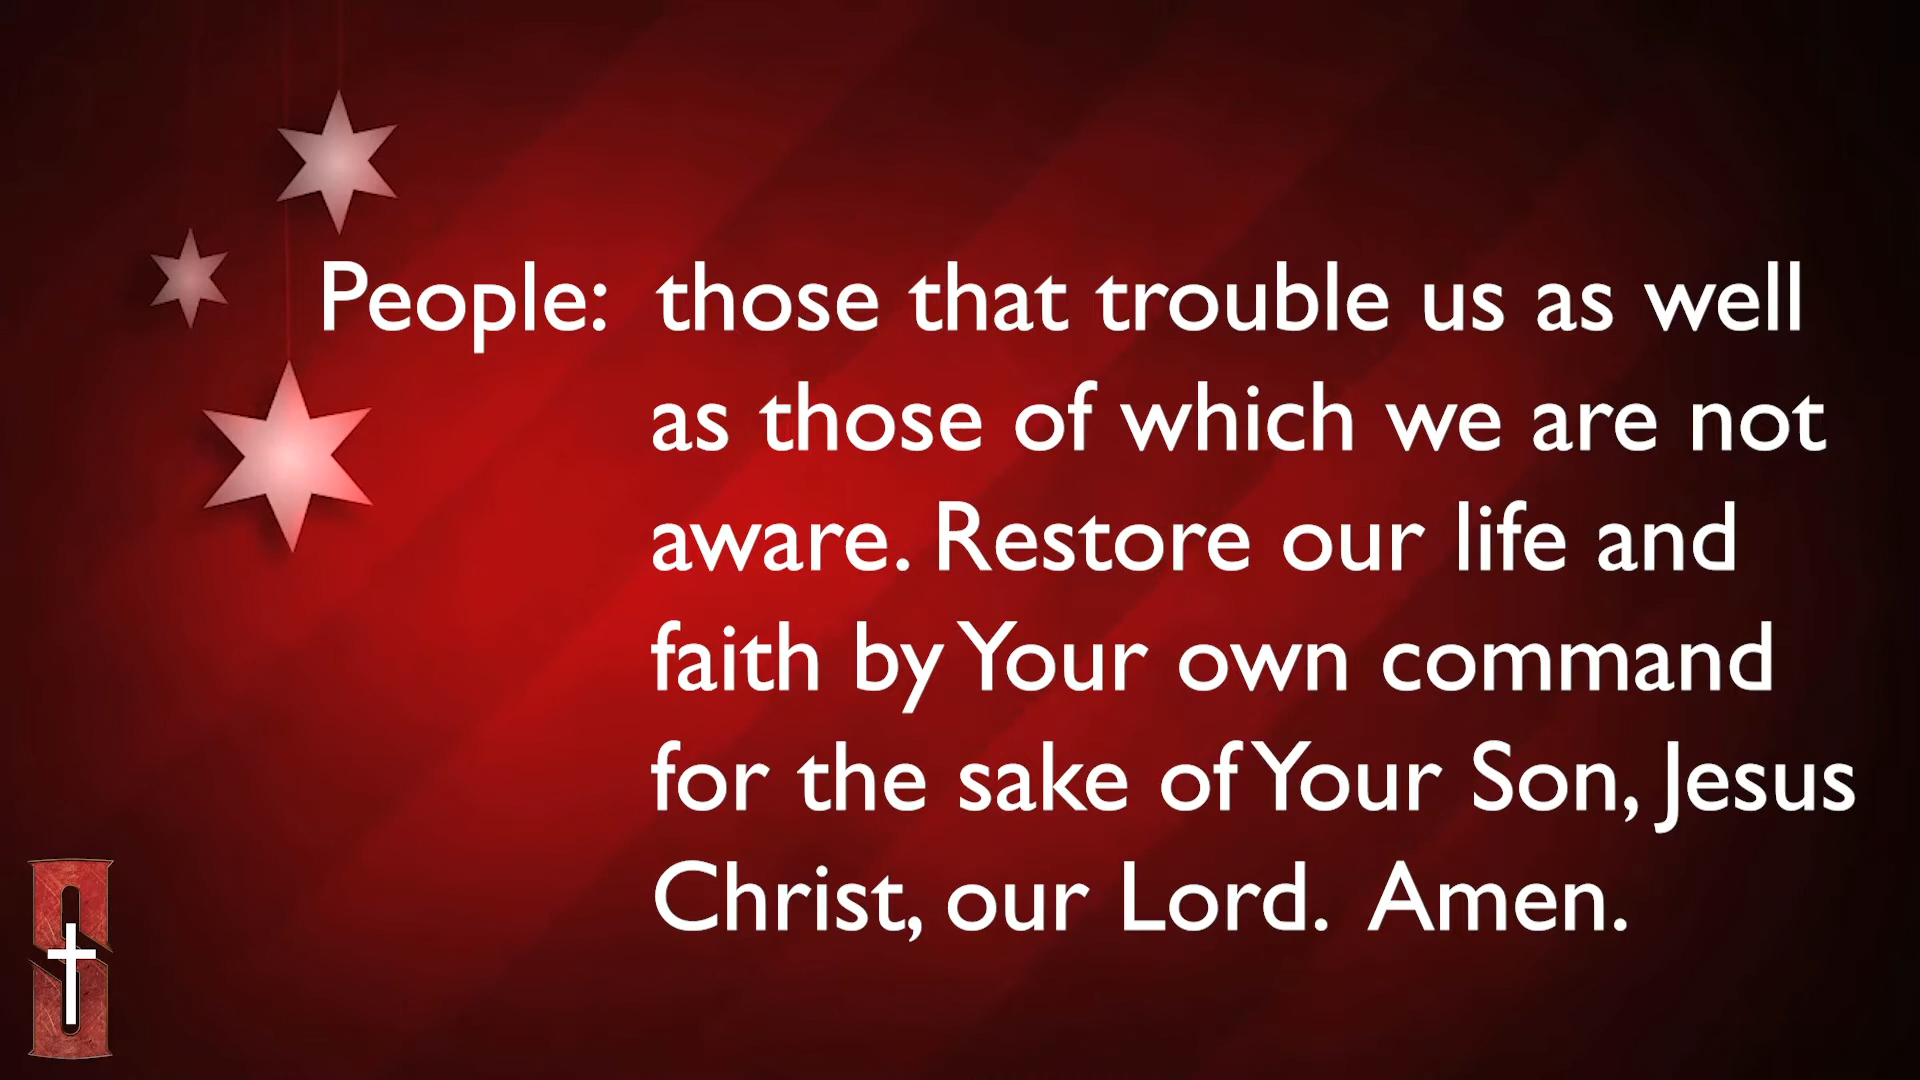 People: those that trouble us as well
as those of which we are not
aware. Restore our life and
faith by Your own command
for the sake of Your Son, Jesus
Christ, our Lord. Amen.
S